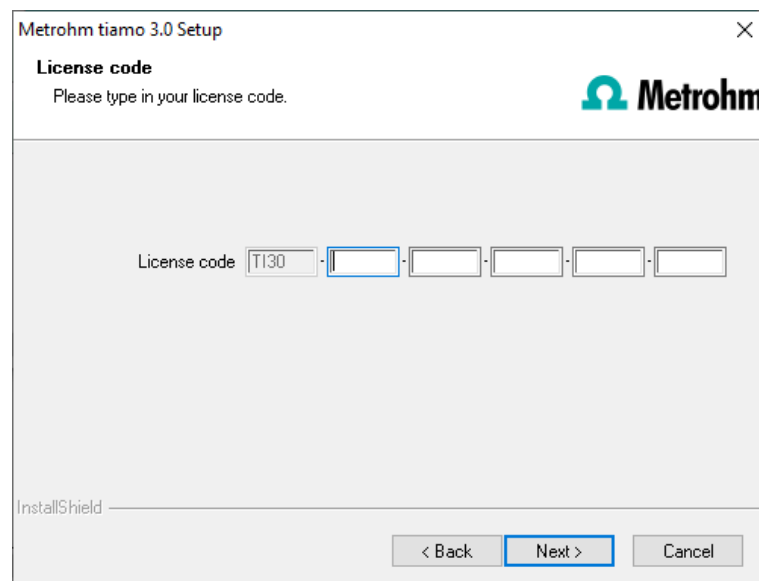 Metrohm tiamo 3.0 Setup
License code
Please type in your license code.
Metrohm
License code TI30 - - - - -
InstallShield
< Back Next > Cancel